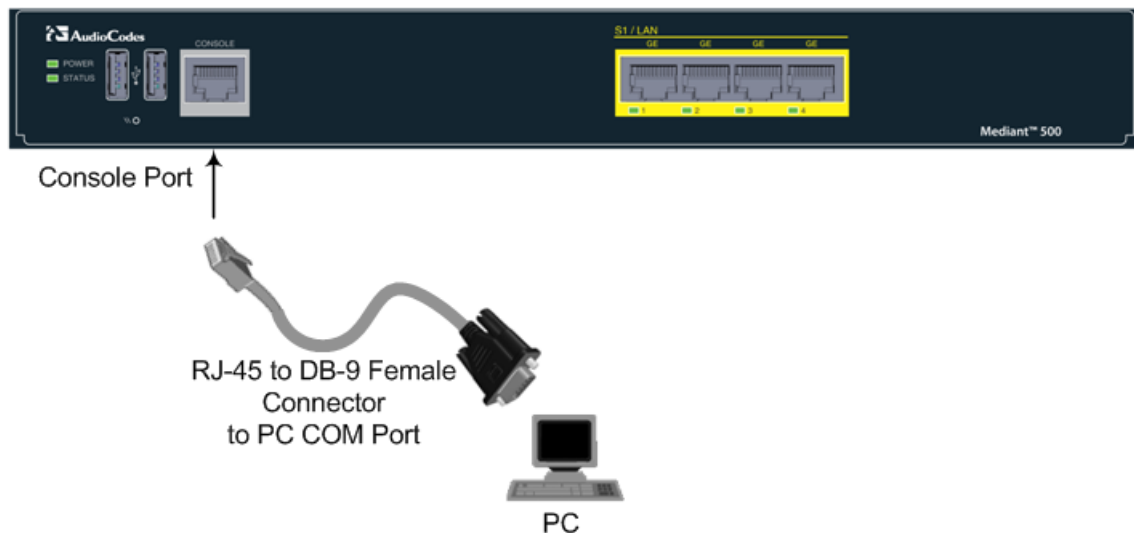 AudioCodes
POWER
STATUS
CONSOLE
S1 / LAN
GE GE GE GE
1 2 3 4
Mediant™ 500
Console Port
RJ-45 to DB-9 Female
Connector
to PC COM Port
PC